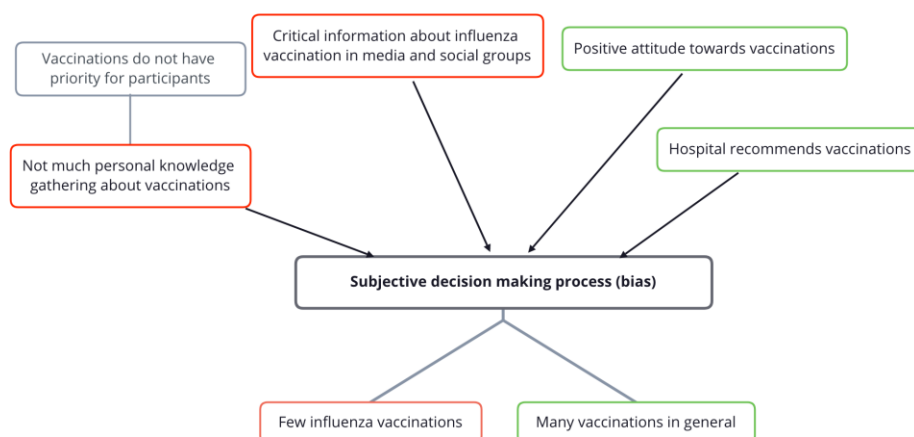 Critical information about influenza
vaccination in media and social groups
Positive attitude towards vaccinations
Vaccinations do not have
priority for participants
Hospital recommends vaccinations
Not much personal knowledge
gathering about vaccinations
Subjective decision making process (bias)
Few influenza vaccinations
Many vaccinations in general